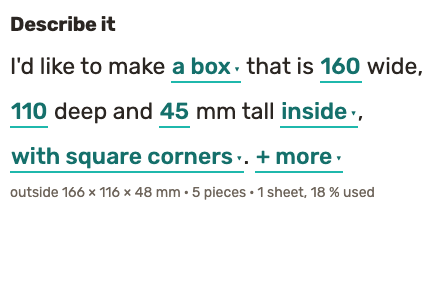 Describe it
I'd like to make a box ▾ that is 160 wide,
110 deep and 45 mm tall inside ▾,
with square corners ▾. + more ▾
outside 166 × 116 × 48 mm • 5 pieces • 1 sheet, 18 % used